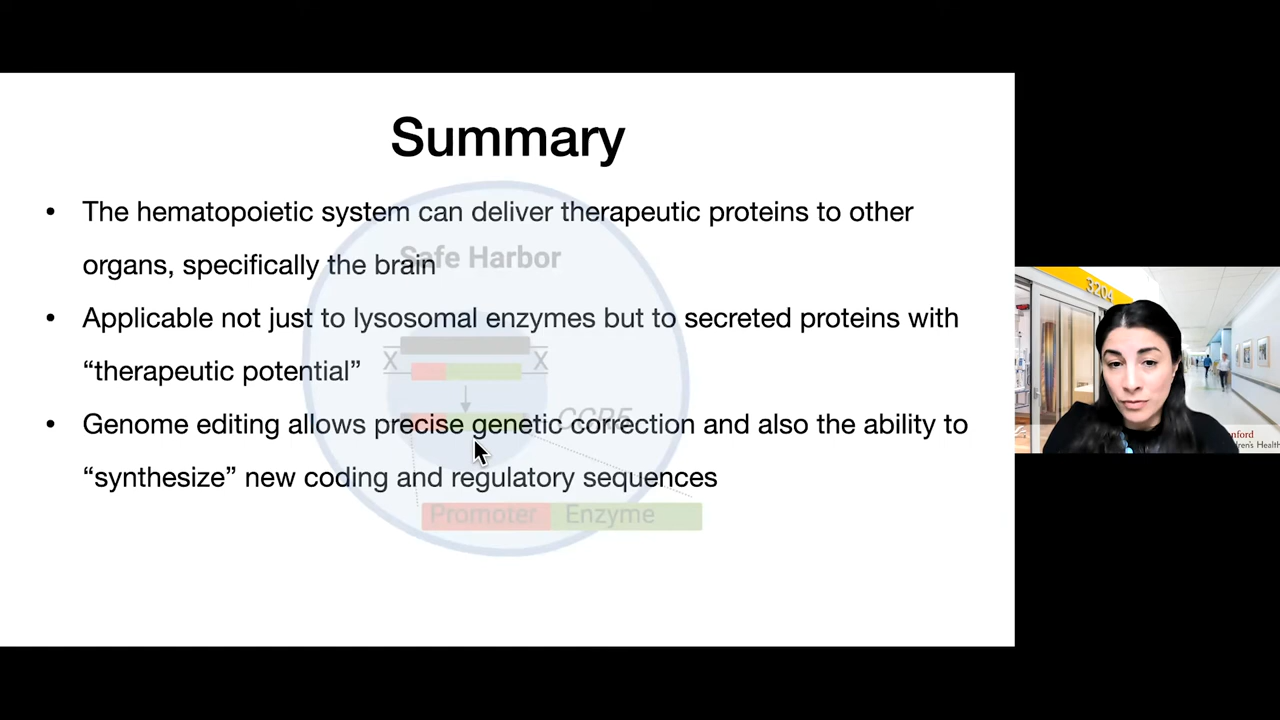 Summary
• The hematopoietic system can deliver therapeutic proteins to other
organs, specifically the brain
Safe Harbor
• Applicable not just to lysosomal enzymes but to secreted proteins with
X X
“therapeutic potential”
• Genome editing allows precise genetic correction and also the ability to
CCR5
“synthesize” new coding and regulatory sequences
Promoter Enzyme
3204